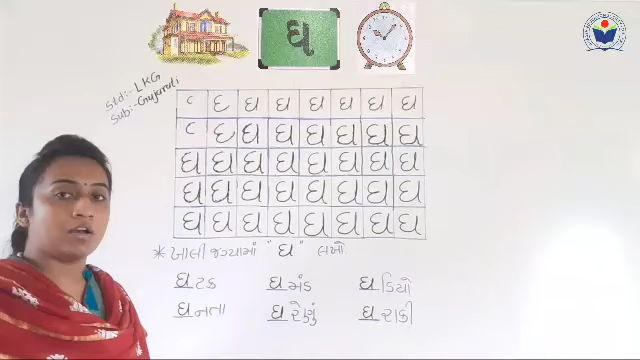 ઘ
Std:- LKG
Sub:- Gujarati
ઘ ઘ ઘ ઘ ઘ ઘ
ઘ ઘ ઘ ઘ ઘ ઘ
ઘ ઘ ઘ ઘ ઘ ઘ ઘ ઘ
ઘ ઘ ઘ ઘ ઘ ઘ ઘ ઘ
ઘ ઘ ઘ ઘ ઘ ઘ ઘ ઘ
* ખાલી જગ્યામાં "ઘ" લખો
ઘટક ઘમંડ ઘડિયો
ઘનતા ઘરેણું ઘરાકી